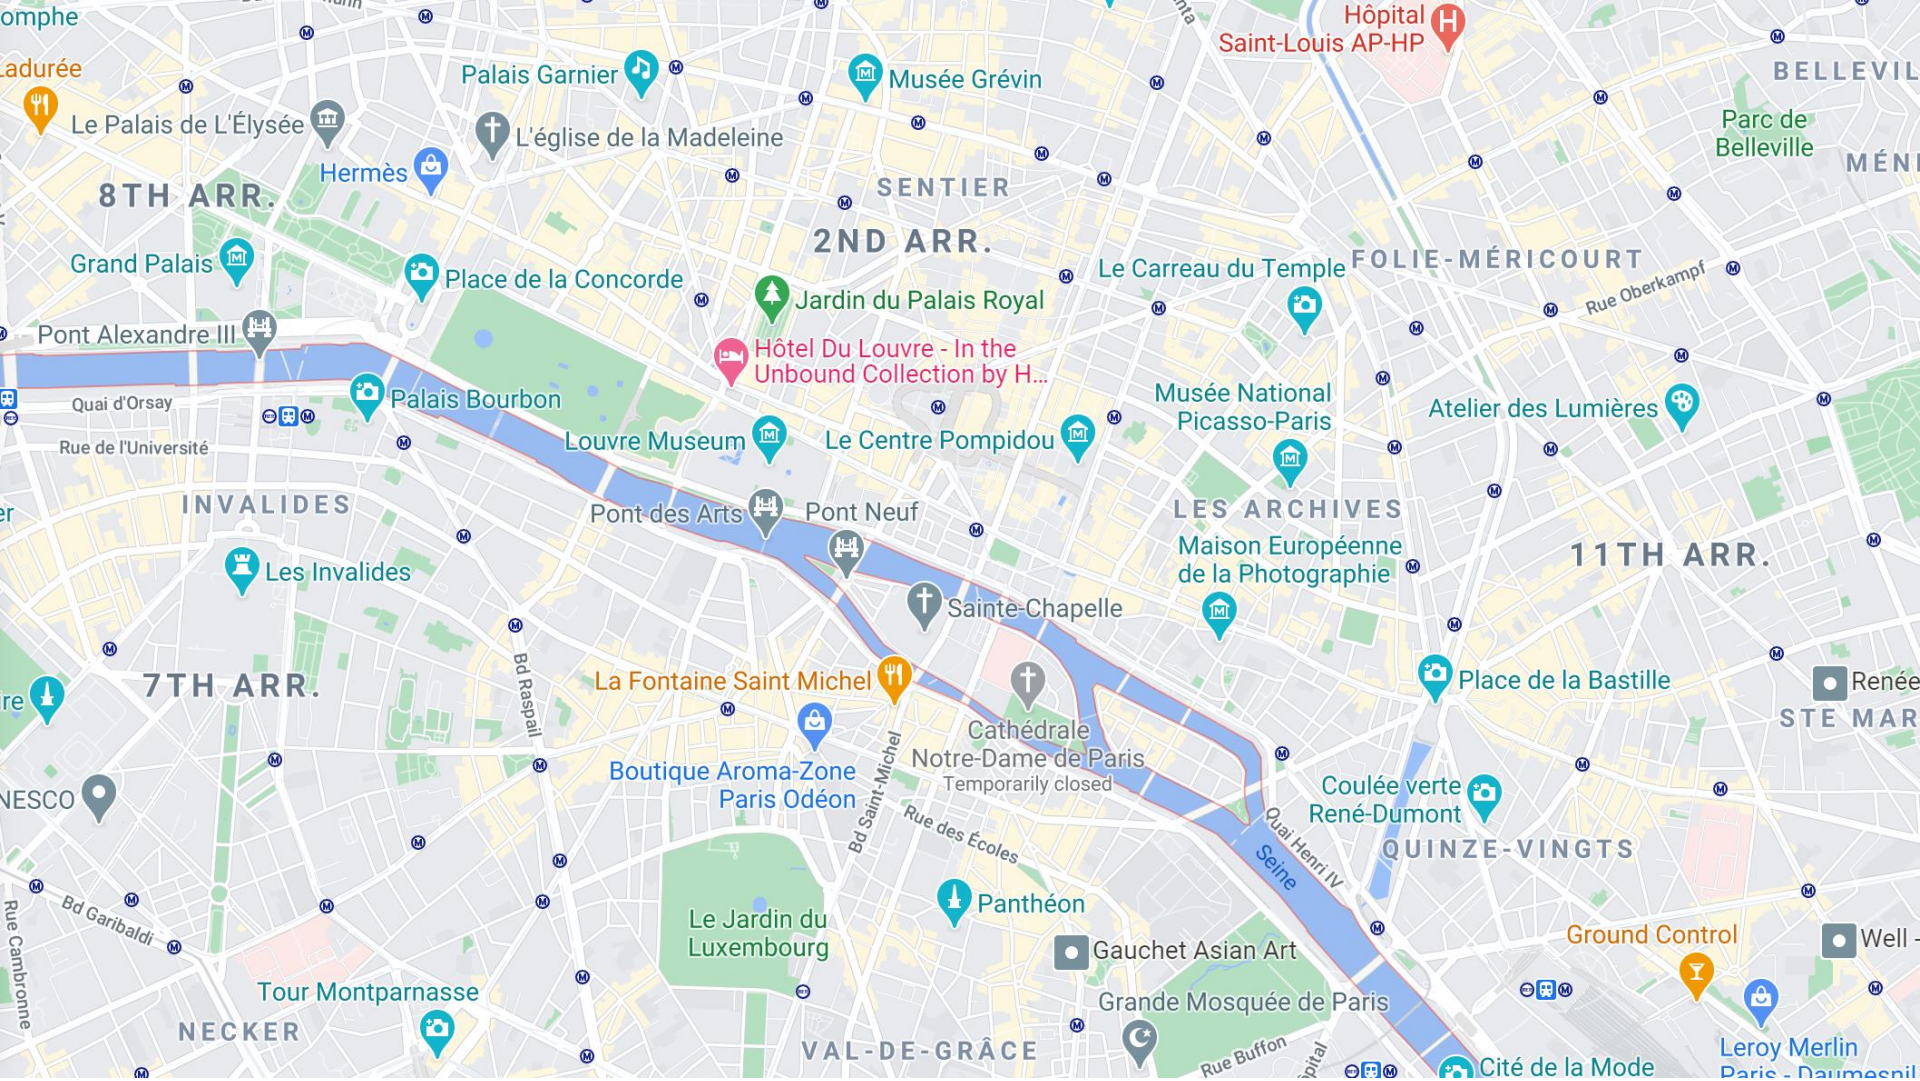 omphe
Hôpital
Saint-Louis AP-HP
Ladurée
Palais Garnier
Musée Grévin
BELLEVIL
Le Palais de L'Élysée
L'église de la Madeleine
Parc de
Belleville
MÉNI
Hermès
SENTIER
8TH ARR.
2ND ARR.
Grand Palais
Place de la Concorde
Le Carreau du Temple
FOLIE-MÉRICOURT
Rue Oberkampf
Jardin du Palais Royal
Pont Alexandre III
Hôtel Du Louvre - In the
Unbound Collection by H...
Quai d'Orsay
Palais Bourbon
Musée National
Picasso-Paris
Atelier des Lumières
Rue de l'Université
Louvre Museum
Le Centre Pompidou
INVALIDES
Pont des Arts
Pont Neuf
LES ARCHIVES
er
Maison Européenne
de la Photographie
11TH ARR.
Les Invalides
Sainte-Chapelle
Bd Raspail
7TH ARR.
ire
La Fontaine Saint Michel
Place de la Bastille
Renée
STE MAR
Cathédrale
Notre-Dame de Paris
Temporarily closed
Boutique Aroma-Zone
Paris Odéon
Bd Saint-Michel
NESCO
Coulée verte
René-Dumont
Rue des Écoles
Quai Henri IV
QUINZE-VINGTS
Seine
Bd Garibaldi
Rue Cambronne
Le Jardin du
Luxembourg
Panthéon
Gauchet Asian Art
Ground Control
Well -
Tour Montparnasse
Grande Mosquée de Paris
NECKER
VAL-DE-GRÂCE
Rue Buffon
ôpital
Leroy Merlin
Paris - Daumesnil
Cité de la Mode